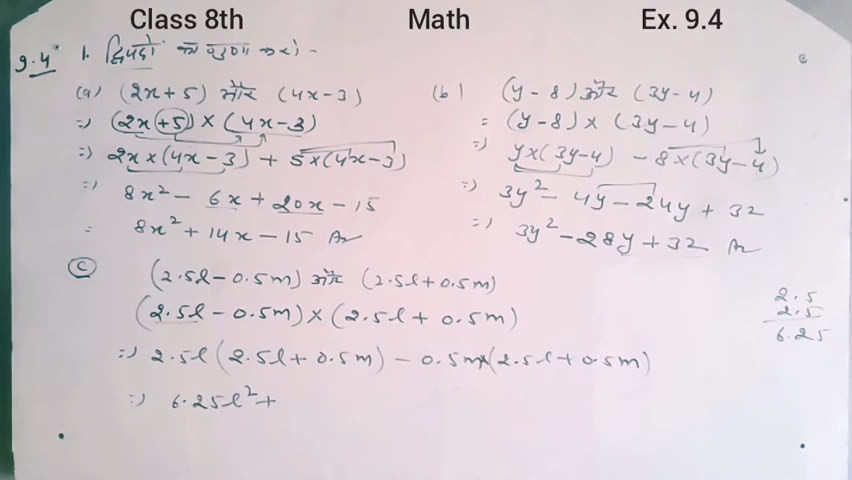 Class 8th Math Ex. 9.4
9.4 1. द्विपदों को गुणा करो -
(a) (2x+5) और (4x-3)
=) (2x+5) × (4x-3)
=) 2x×(4x-3) + 5×(4x-3)
=) 8x² - 6x + 20x - 15
= 8x² + 14x - 15 Ar
(b) (y-8) और (3y-4)
= (y-8) × (3y-4)
=) y×(3y-4) - 8×(3y-4)
=) 3y² - 4y - 24y + 32
=) 3y² - 28y + 32 Ar
(c) (2.5l - 0.5m) और (2.5l + 0.5m)
(2.5l - 0.5m) × (2.5l + 0.5m)
=) 2.5l (2.5l + 0.5m) - 0.5m×(2.5l + 0.5m)
=) 6.25l² +
2.5
2.5
6.25